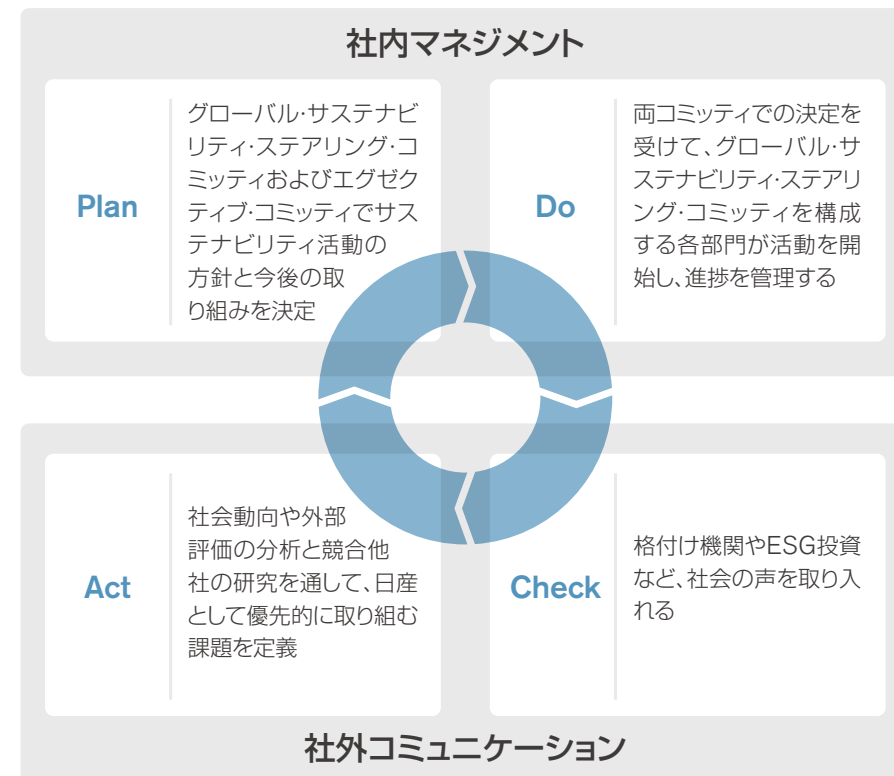 社内マネジメント
Plan
グローバル・サステナビ
リティ・ステアリング・コ
ミッティおよびエグゼク
ティブ・コミッティでサス
テナビリティ活動の
方針と今後の取
り組みを決定
Do
両コミッティでの決定を
受けて、グローバル・サ
ステナビリティ・ステアリ
ング・コミッティを構成
する各部門が活動を開
始し、進捗を管理する
Act
社会動向や外部
評価の分析と競合他
社の研究を通して、日産
として優先的に取り組む
課題を定義
Check
格付け機関やESG投資
など、社会の声を取り入
れる
社外コミュニケーション